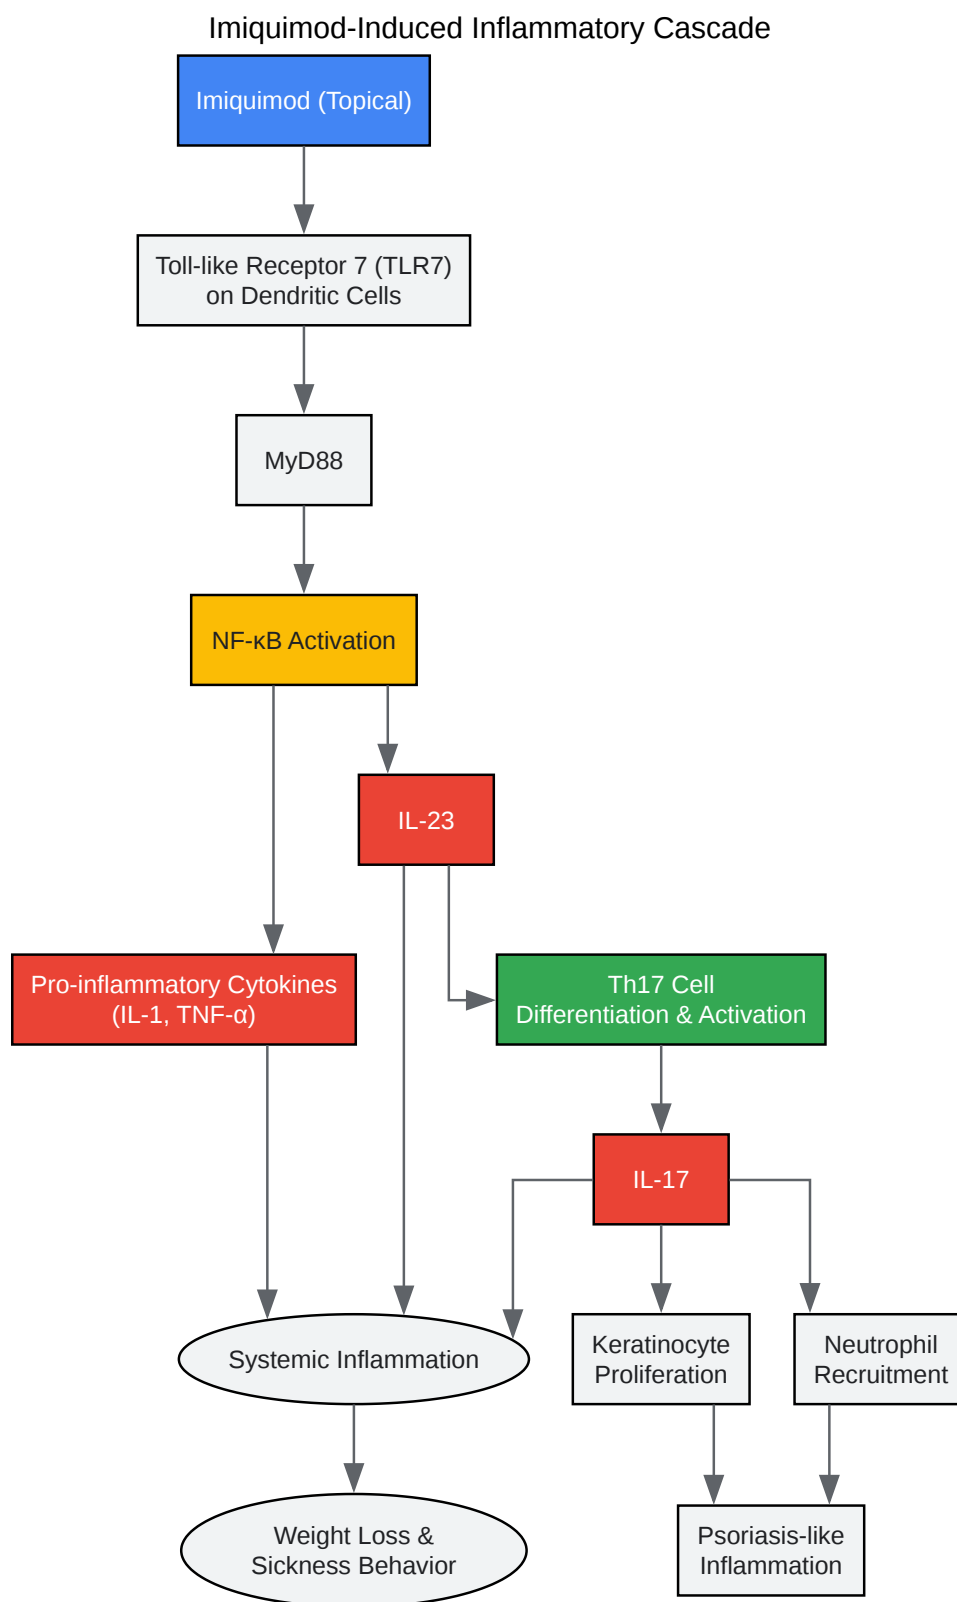 Imiquimod-Induced Inflammatory Cascade
Imiquimod (Topical)
Toll-like Receptor 7 (TLR7)
on Dendritic Cells
MyD88
NF-κB Activation
IL-23
Pro-inflammatory Cytokines
(IL-1, TNF-α)
Th17 Cell
Differentiation & Activation
IL-17
Systemic Inflammation
Keratinocyte
Proliferation
Neutrophil
Recruitment
Weight Loss &
Sickness Behavior
Psoriasis-like
Inflammation